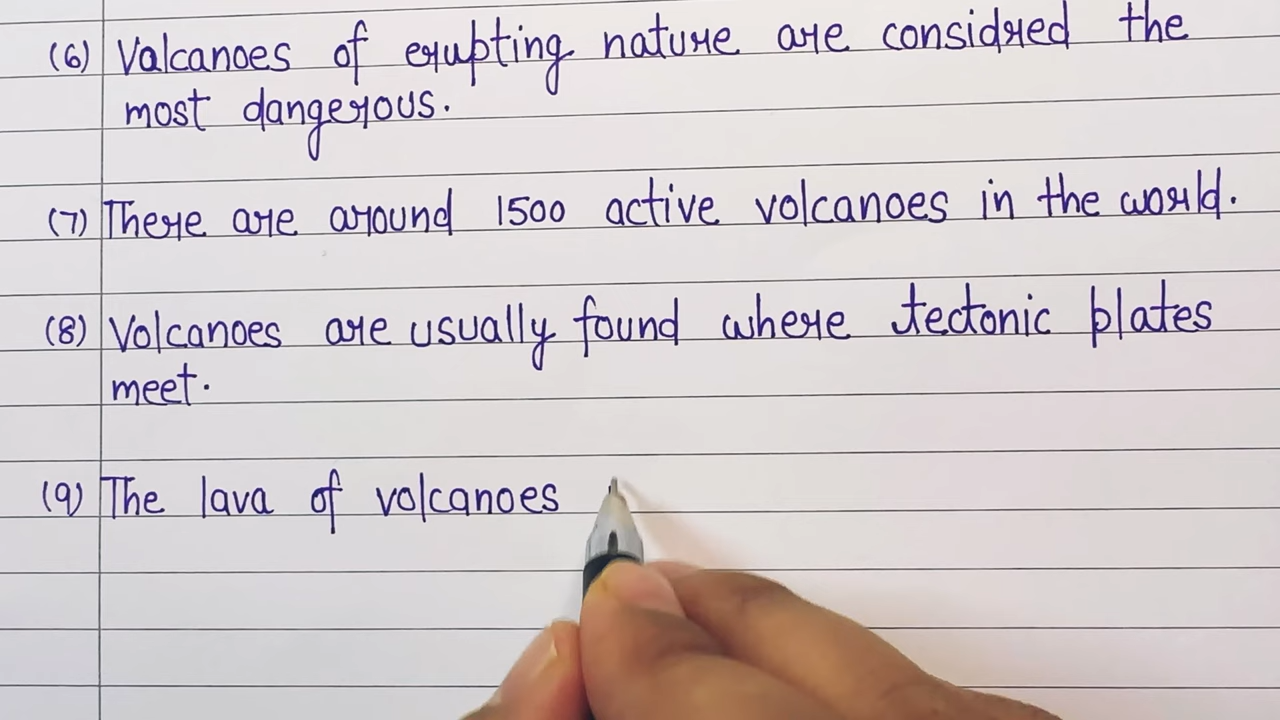 (6) Valcanoes of erupting nature are considred the
most dangerous.
(7) There are around 1500 active volcanoes in the world.
(8) Volcanoes are usually found where tectonic plates
meet.
(9) The lava of volcanoes